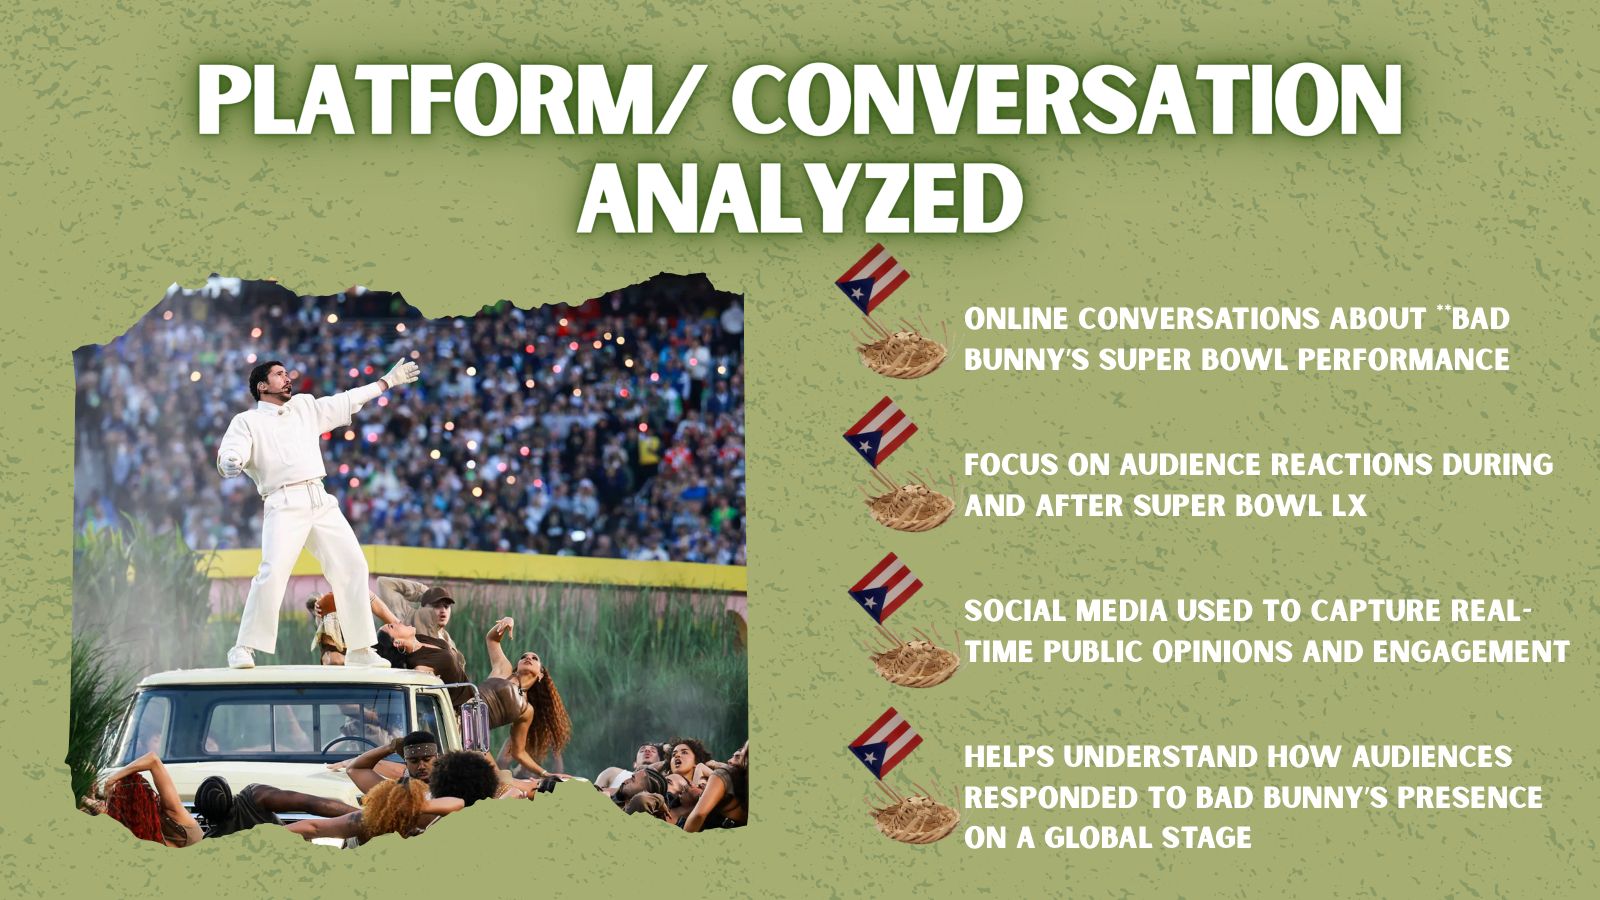 PLATFORM/ CONVERSATION
ANALYZED
ONLINE CONVERSATIONS ABOUT **BAD
BUNNY'S SUPER BOWL PERFORMANCE
FOCUS ON AUDIENCE REACTIONS DURING
AND AFTER SUPER BOWL LX
SOCIAL MEDIA USED TO CAPTURE REAL-
TIME PUBLIC OPINIONS AND ENGAGEMENT
HELPS UNDERSTAND HOW AUDIENCES
RESPONDED TO BAD BUNNY'S PRESENCE
ON A GLOBAL STAGE